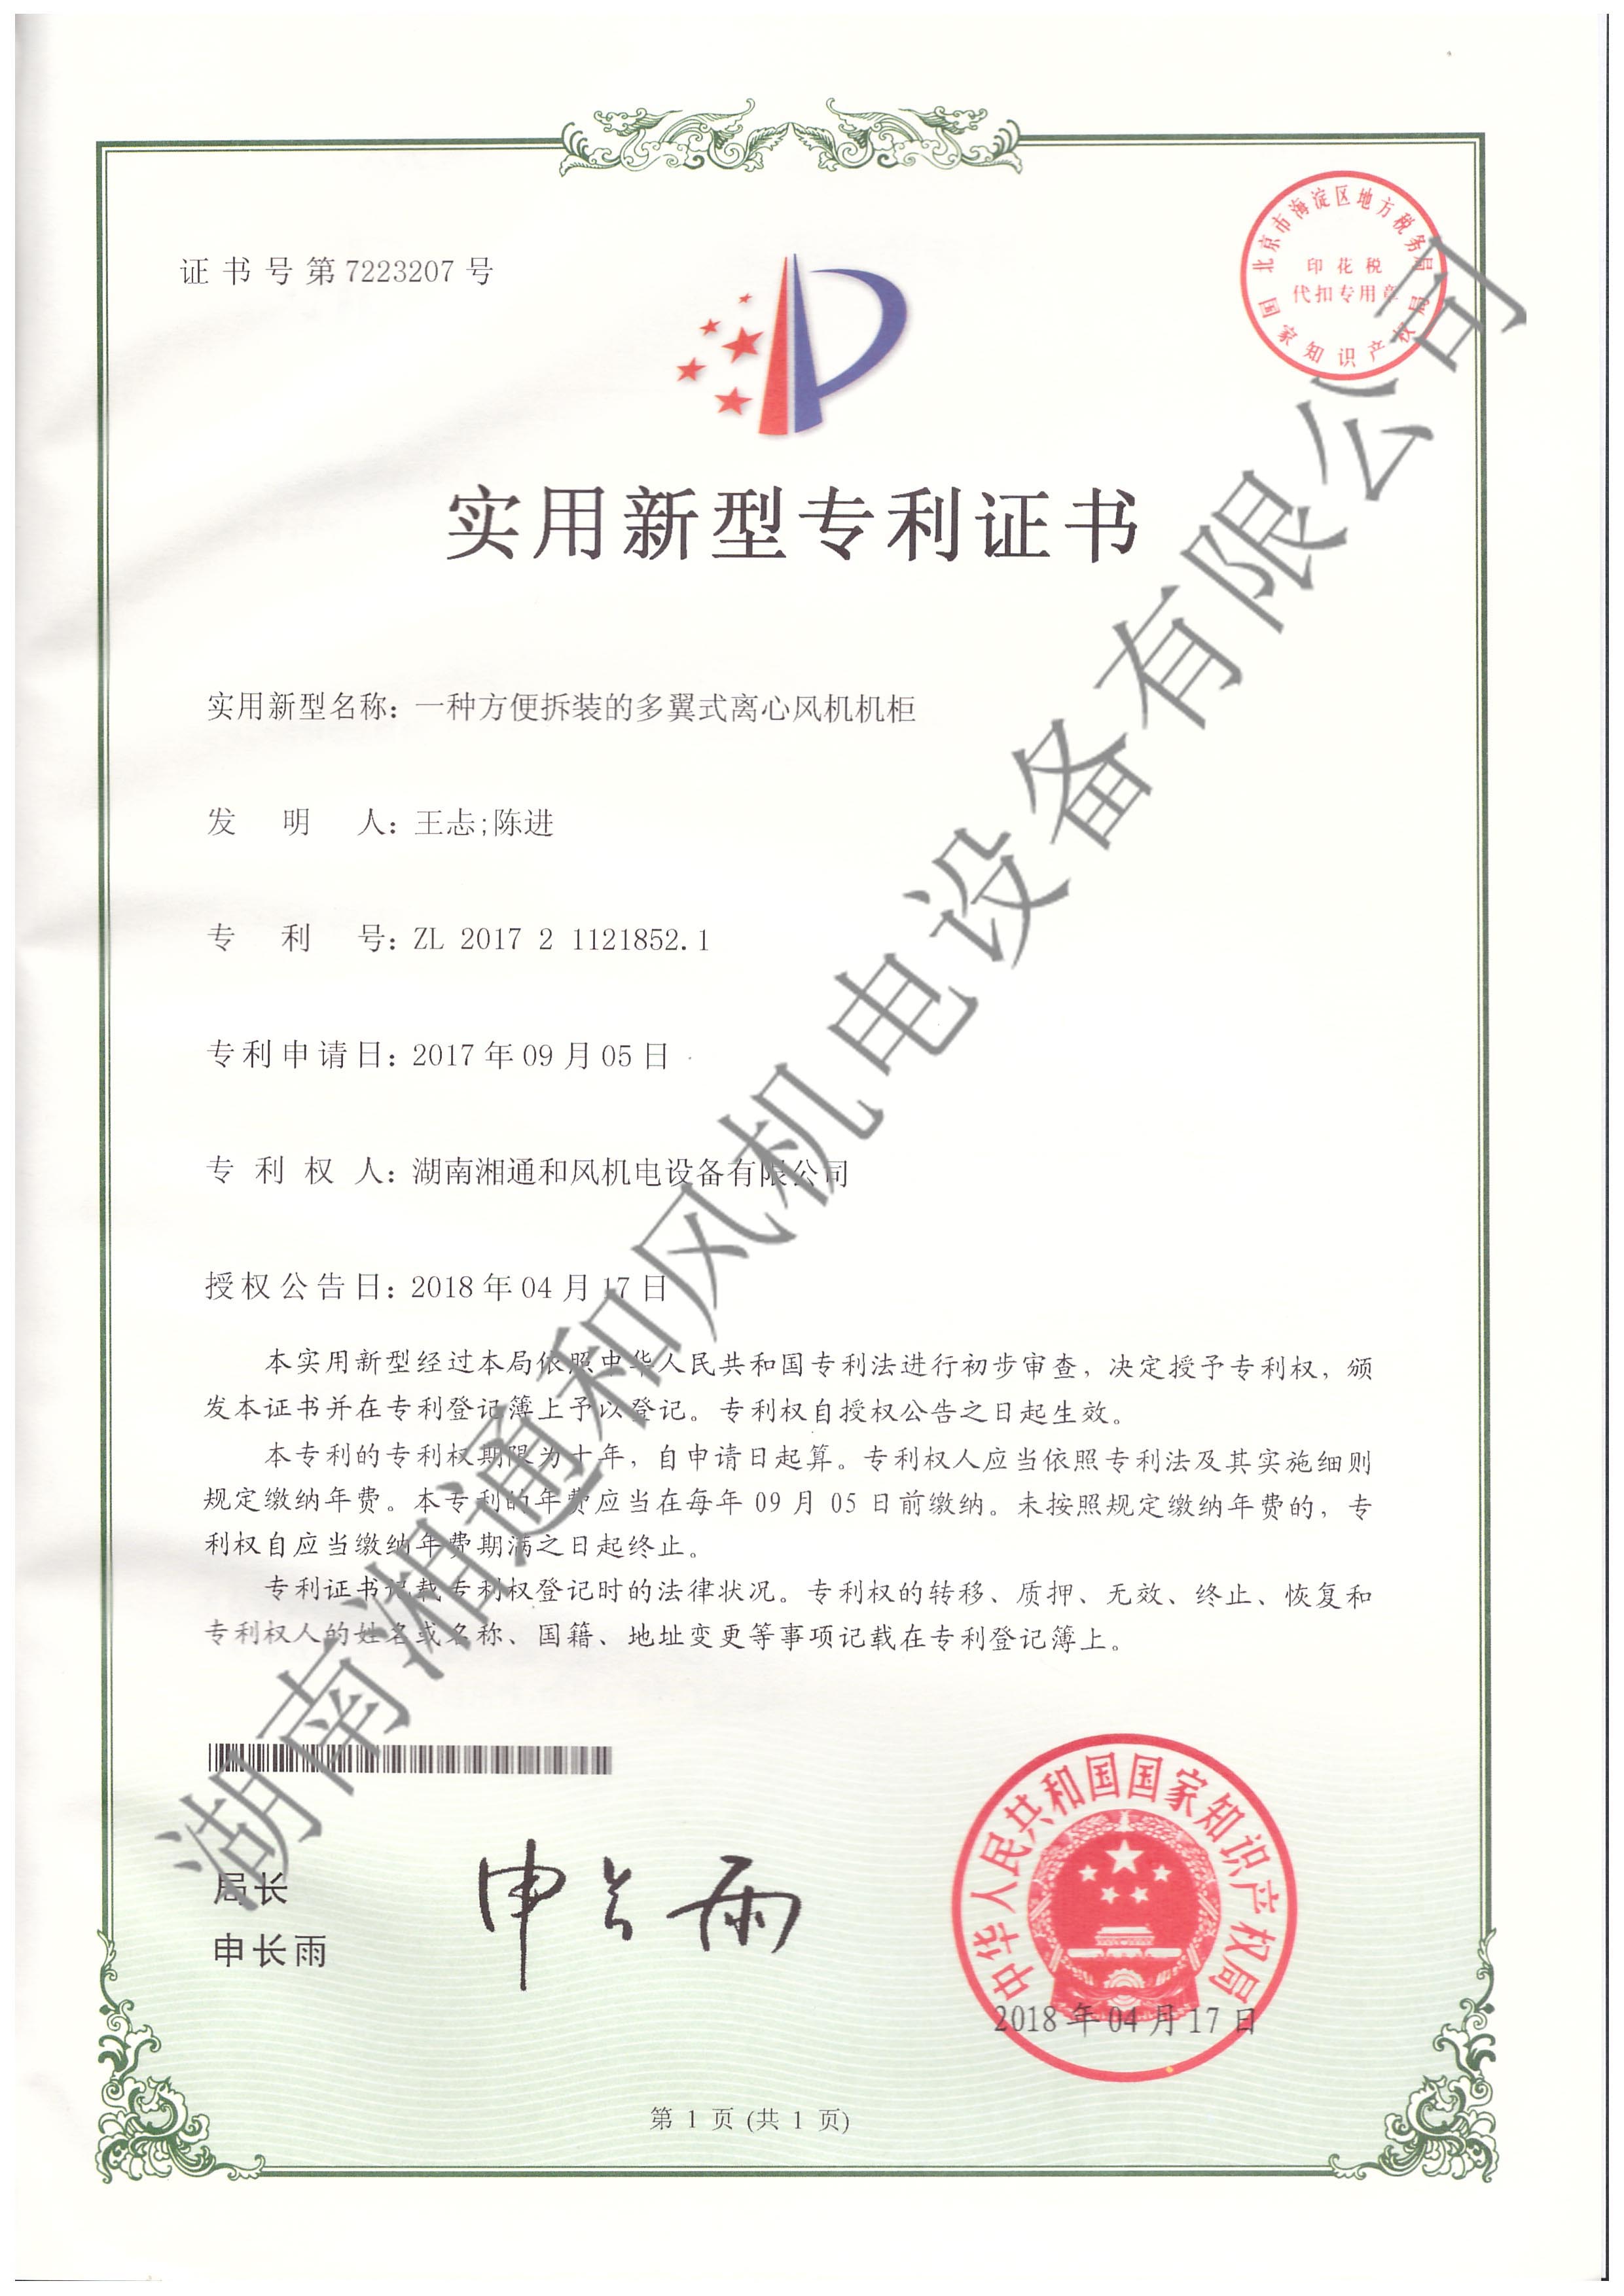 证书号第7223207号
北京市海淀区地方税务局
印花税
代扣专用章
国家知识产权局
实用新型专利证书
实用新型名称：一种方便拆装的多翼式离心风机机柜
发明人：王忐;陈进
专利号：ZL 2017 2 1121852.1
专利申请日：2017年09月05日
专利权人：湖南湘通和风机电设备有限公司
授权公告日：2018年04月17日
本实用新型经过本局依照中华人民共和国专利法进行初步审查，决定授予专利权，颁
发本证书并在专利登记簿上予以登记。专利权自授权公告之日起生效。
本专利的专利权期限为十年，自申请日起算。专利权人应当依照专利法及其实施细则
规定缴纳年费。本专利的年费应当在每年09月05日前缴纳。未按照规定缴纳年费的，专
利权自应当缴纳年费期满之日起终止。
专利证书记载专利权登记时的法律状况。专利权的转移、质押、无效、终止、恢复和
专利权人的姓名或名称、国籍、地址变更等事项记载在专利登记簿上。
局长
申长雨
申长雨
中华人民共和国国家知识产权局
2018年04月17日
第1页(共1页)
湖南湘通和风机电设备有限公司